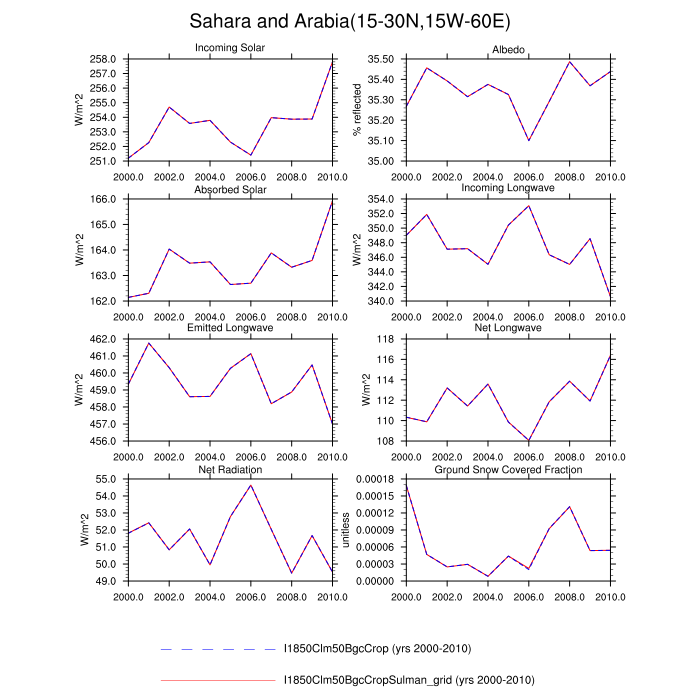 Sahara and Arabia(15-30N,15W-60E)
Incoming Solar
W/m^2
258.0
257.0
256.0
255.0
254.0
253.0
252.0
251.0
2000.0 2002.0 2004.0 2006.0 2008.0 2010.0
Albedo
% reflected
35.50
35.40
35.30
35.20
35.10
35.00
2000.0 2002.0 2004.0 2006.0 2008.0 2010.0
Absorbed Solar
W/m^2
166.0
165.0
164.0
163.0
162.0
2000.0 2002.0 2004.0 2006.0 2008.0 2010.0
Incoming Longwave
W/m^2
354.0
352.0
350.0
348.0
346.0
344.0
342.0
340.0
2000.0 2002.0 2004.0 2006.0 2008.0 2010.0
Emitted Longwave
W/m^2
462.0
461.0
460.0
459.0
458.0
457.0
456.0
2000.0 2002.0 2004.0 2006.0 2008.0 2010.0
Net Longwave
W/m^2
118
116
114
112
110
108
2000.0 2002.0 2004.0 2006.0 2008.0 2010.0
Net Radiation
W/m^2
55.0
54.0
53.0
52.0
51.0
50.0
49.0
2000.0 2002.0 2004.0 2006.0 2008.0 2010.0
Ground Snow Covered Fraction
unitless
0.00018
0.00015
0.00012
0.00009
0.00006
0.00003
0.00000
2000.0 2002.0 2004.0 2006.0 2008.0 2010.0
I1850Clm50BgcCrop (yrs 2000-2010)
I1850Clm50BgcCropSulman_grid (yrs 2000-2010)